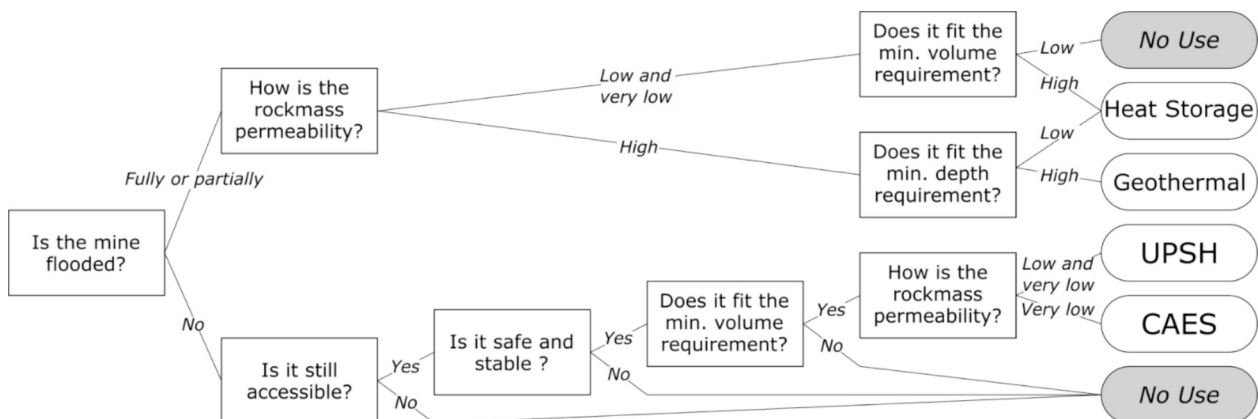 Is the mine
flooded?
Fully or partially
No
How is the
rockmass
permeability?
Low and
very low
High
Does it fit the
min. volume
requirement?
Low
High
No Use
Heat Storage
Does it fit the
min. depth
requirement?
Low
High
Geothermal
Is it still
accessible?
Yes
No
Is it safe and
stable ?
Yes
No
Does it fit the
min. volume
requirement?
Yes
No
How is the
rockmass
permeability?
Low and
very low
Very low
UPSH
CAES
No Use